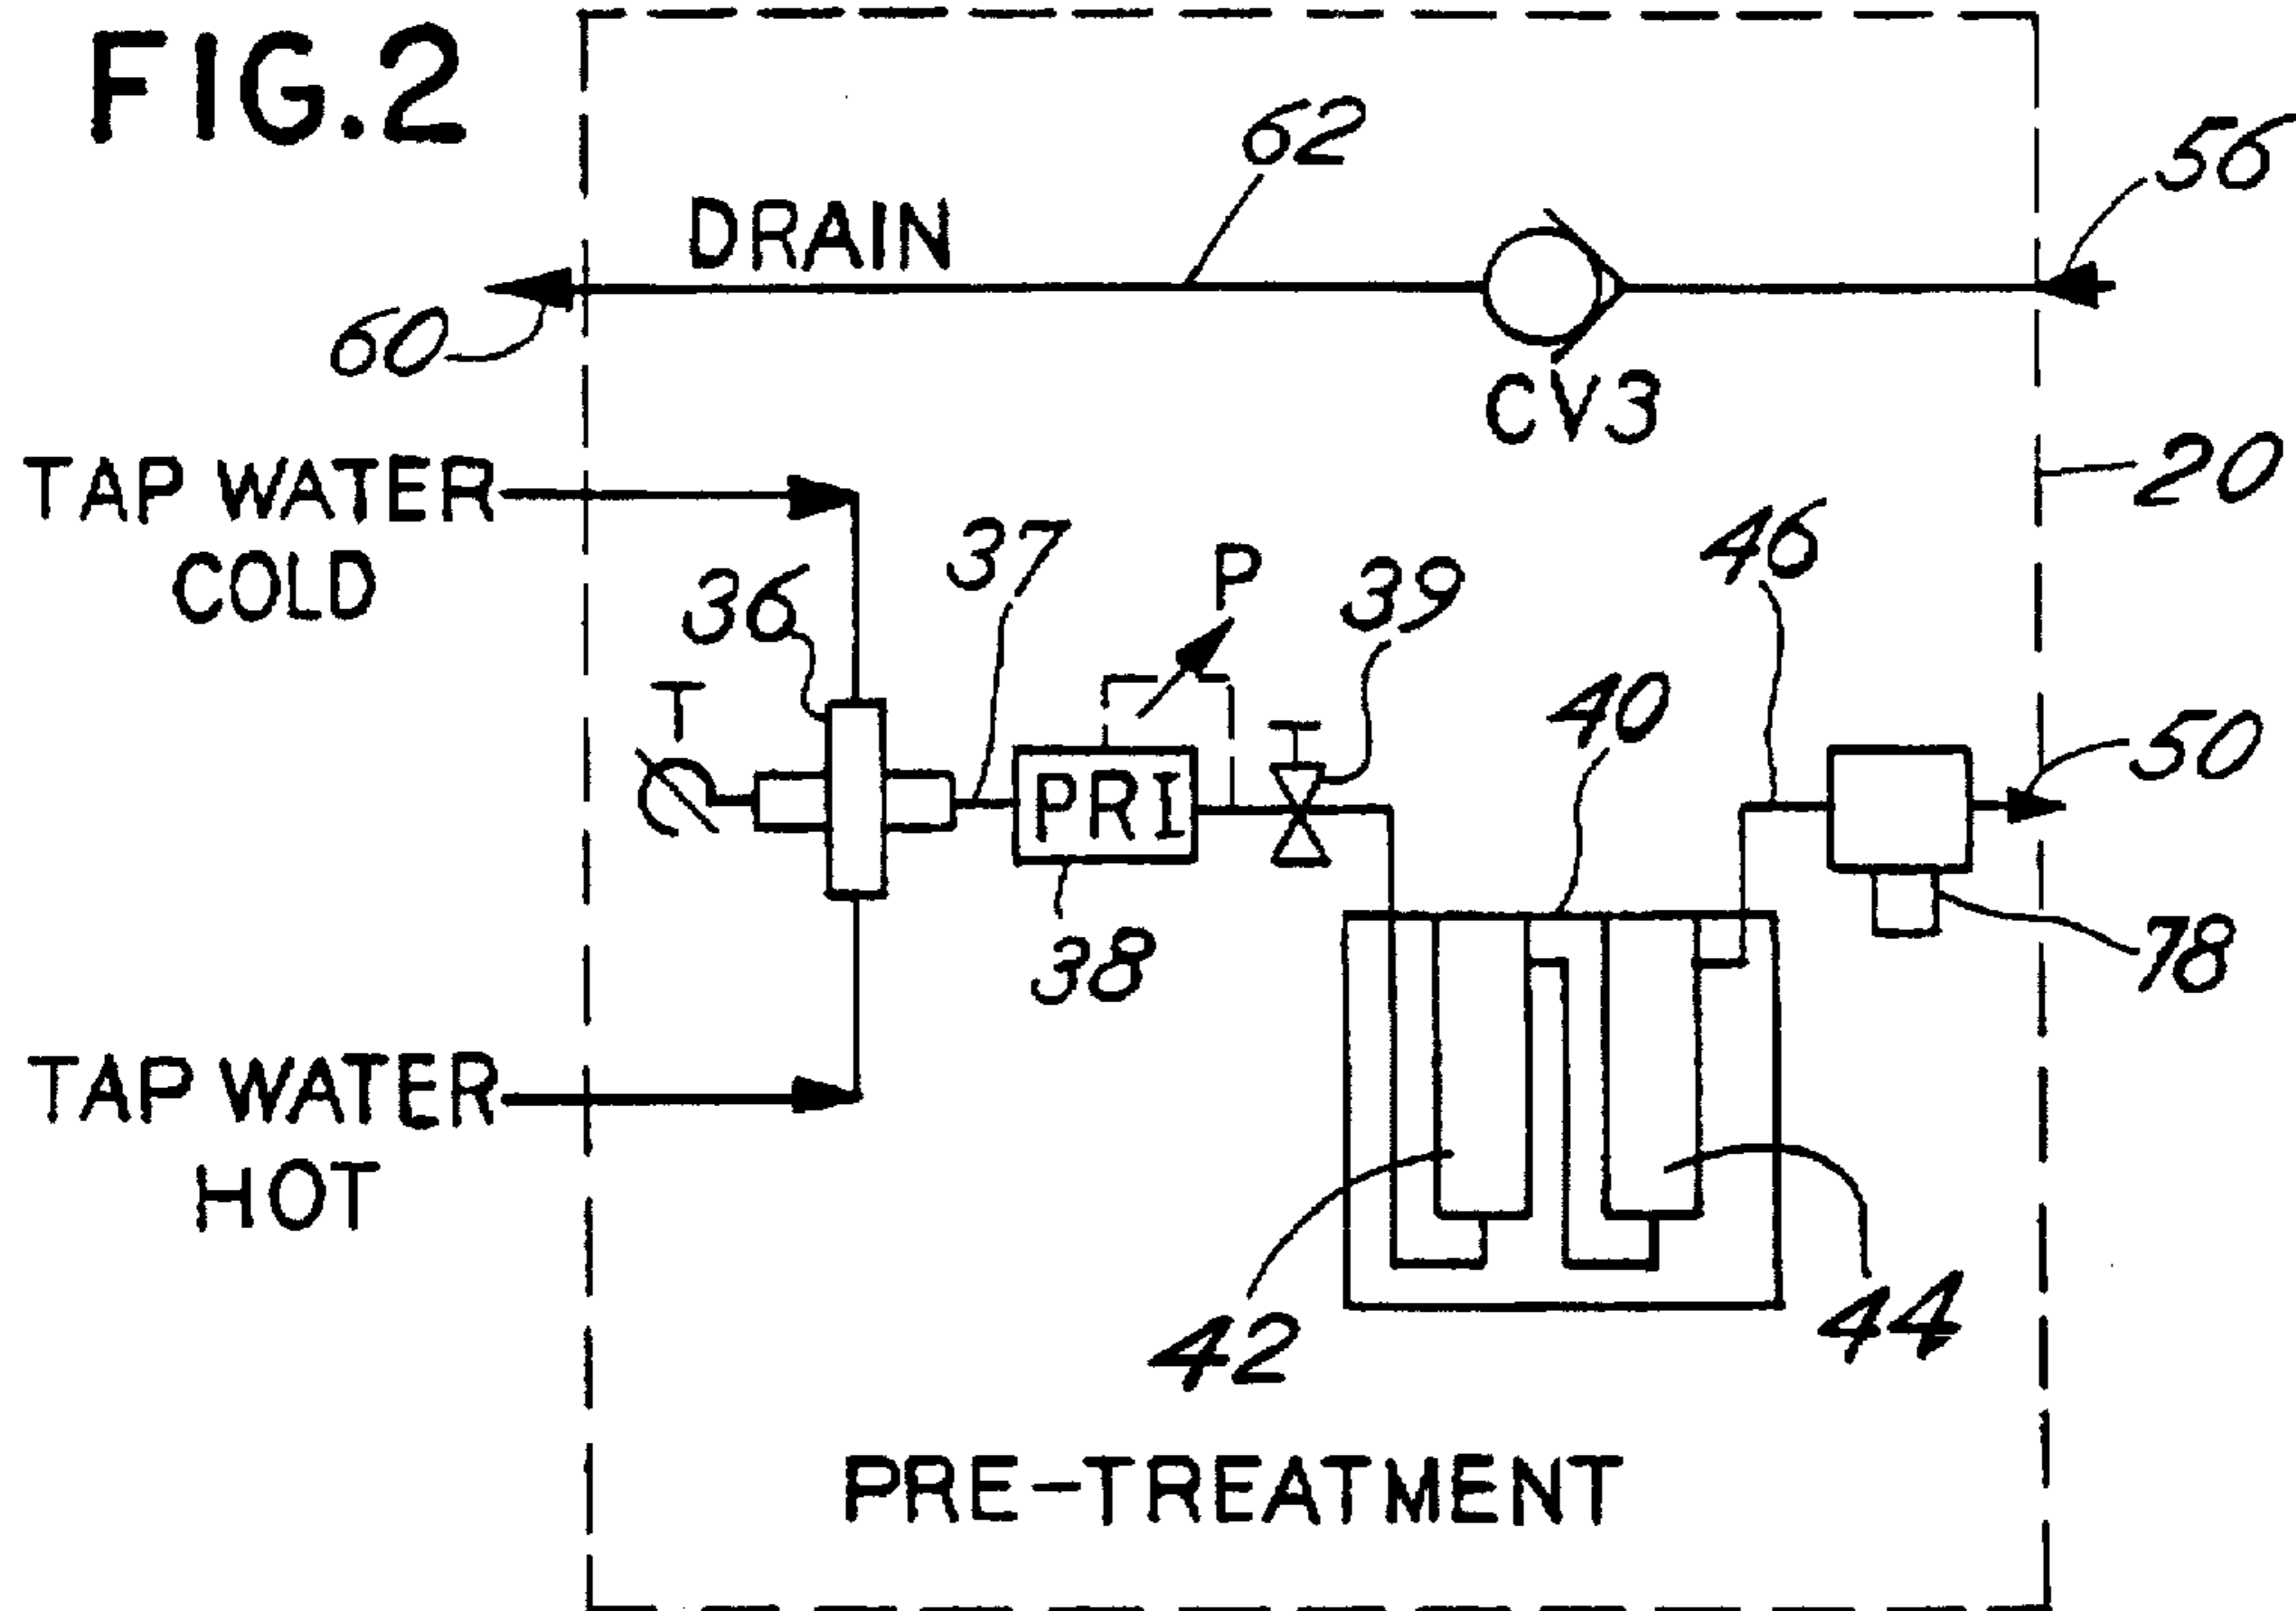 FIG.2
62
56
DRAIN
60
CV3
TAP WATER
COLD
20
37
P
39
46
36
T
40
50
PRI
38
78
TAP WATER
HOT
42
44
PRE-TREATMENT